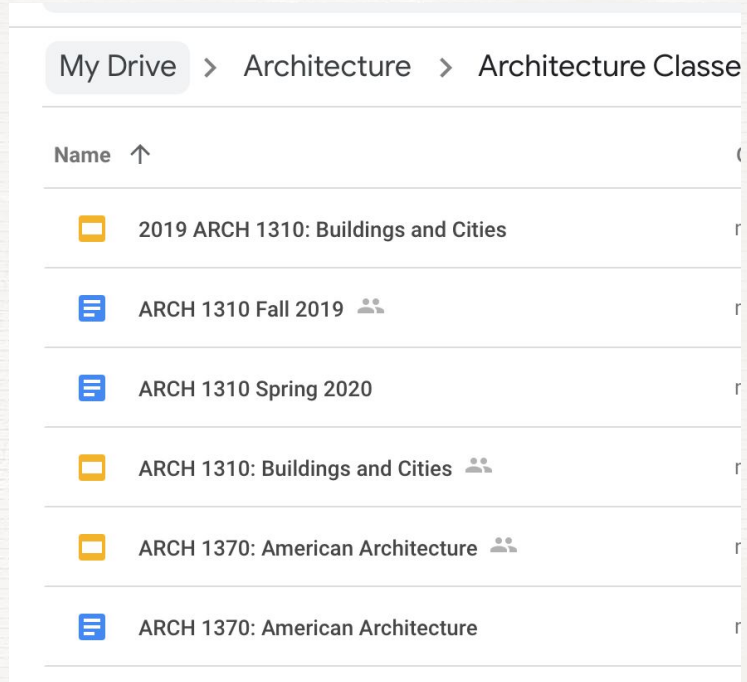 My Drive > Architecture > Architecture Classe
Name ↑
2019 ARCH 1310: Buildings and Cities
ARCH 1310 Fall 2019
ARCH 1310 Spring 2020
ARCH 1310: Buildings and Cities
ARCH 1370: American Architecture
ARCH 1370: American Architecture